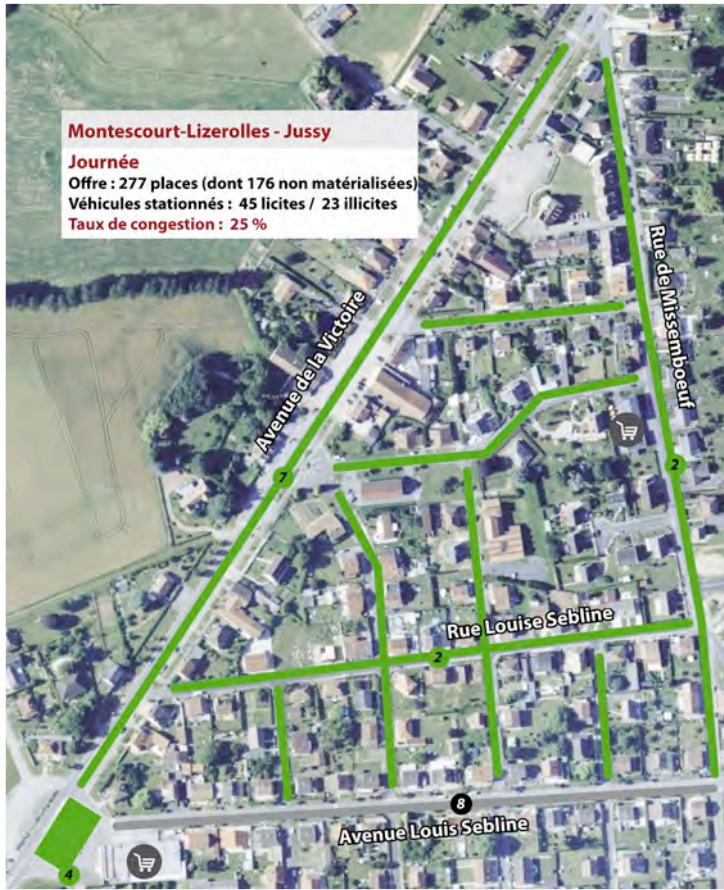 Montescourt-Lizerolles - Jussy
Journée
Offre : 277 places (dont 176 non matérialisées)
Véhicules stationnés : 45 licites / 23 illicites
Taux de congestion : 25 %
Avenue de la Victoire
Rue de Missemboeuf
7
2
Rue Louise Sebline
2
8
Avenue Louis Sebline
4